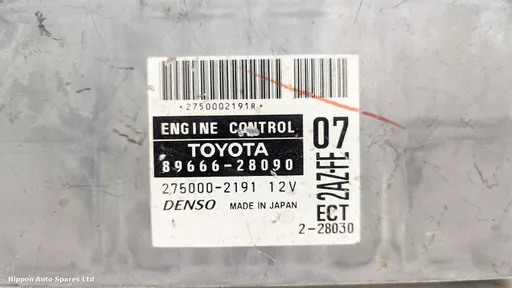 *2750002191R*
ENGINE CONTROL
TOYOTA
89666-28090
275000-2191 12V
DENSO MADE IN JAPAN
07
2AZ-FE
ECT
2-28030
Nippon Auto Spares Ltd